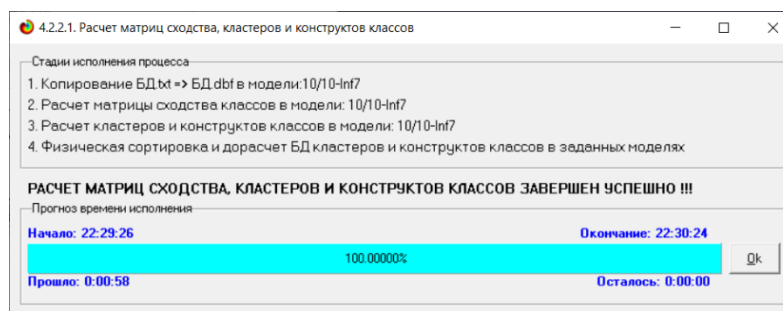 4.2.2.1. Расчет матриц сходства, кластеров и конструктов классов
Стадии исполнения процесса
1. Копирование БД.txt => БД.dbf в модели:10/10-Inf7
2. Расчет матрицы сходства классов в модели: 10/10-Inf7
3. Расчет кластеров и конструктов классов в модели: 10/10-Inf7
4. Физическая сортировка и дорасчет БД кластеров и конструктов классов в заданных моделях
РАСЧЕТ МАТРИЦ СХОДСТВА, КЛАСТЕРОВ И КОНСТРУКТОВ КЛАССОВ ЗАВЕРШЕН УСПЕШНО !!!
Прогноз времени исполнения
Начало: 22:29:26 Окончание: 22:30:24
100.00000% Ok
Прошло: 0:00:58 Осталось: 0:00:00